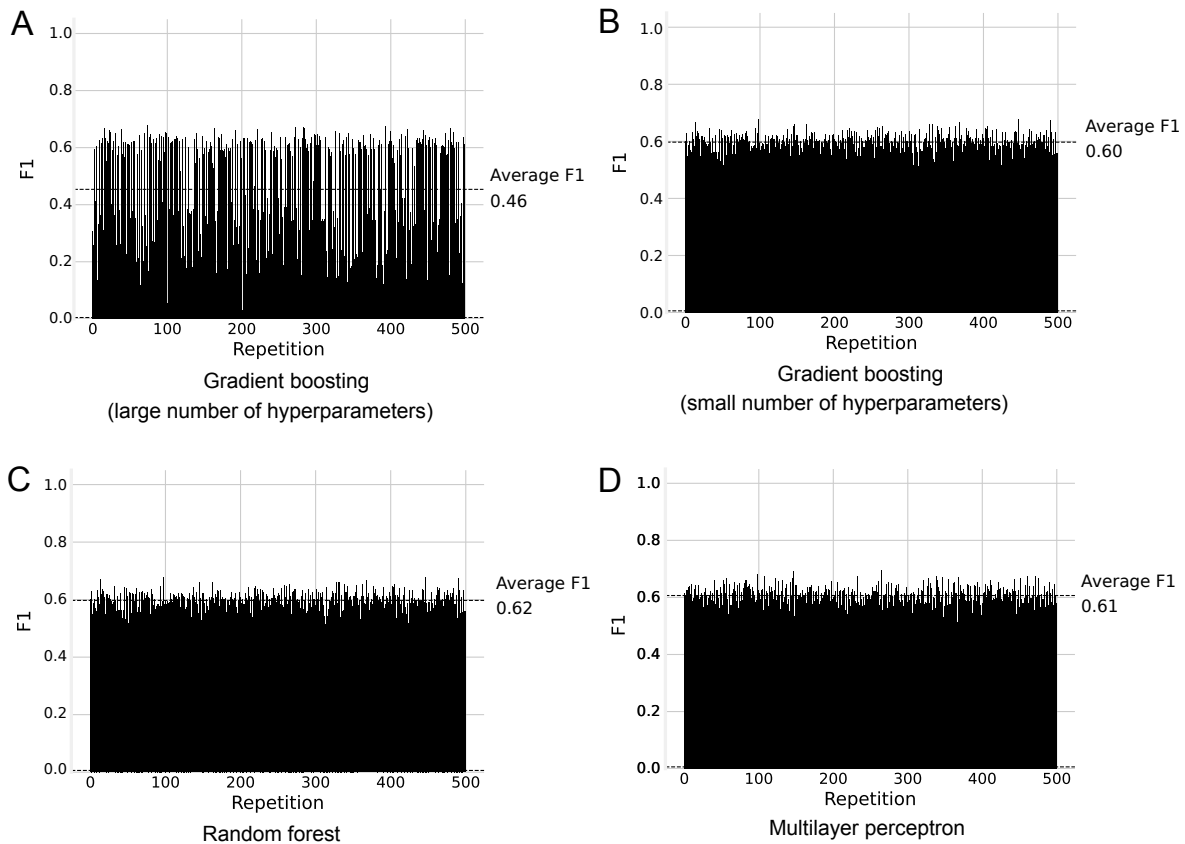 A
1.0
0.8
0.6
0.4
0.2
0.0
F1
0 100 200 300 400 500
Repetition
Average F1
0.46
Gradient boosting
(large number of hyperparameters)
B
1.0
0.8
0.6
0.4
0.2
0.0
F1
0 100 200 300 400 500
Repetition
Average F1
0.60
Gradient boosting
(small number of hyperparameters)
C
1.0
0.8
0.6
0.4
0.2
0.0
F1
0 100 200 300 400 500
Repetition
Average F1
0.62
Random forest
D
1.0
0.8
0.6
0.4
0.2
0.0
F1
0 100 200 300 400 500
Repetition
Average F1
0.61
Multilayer perceptron